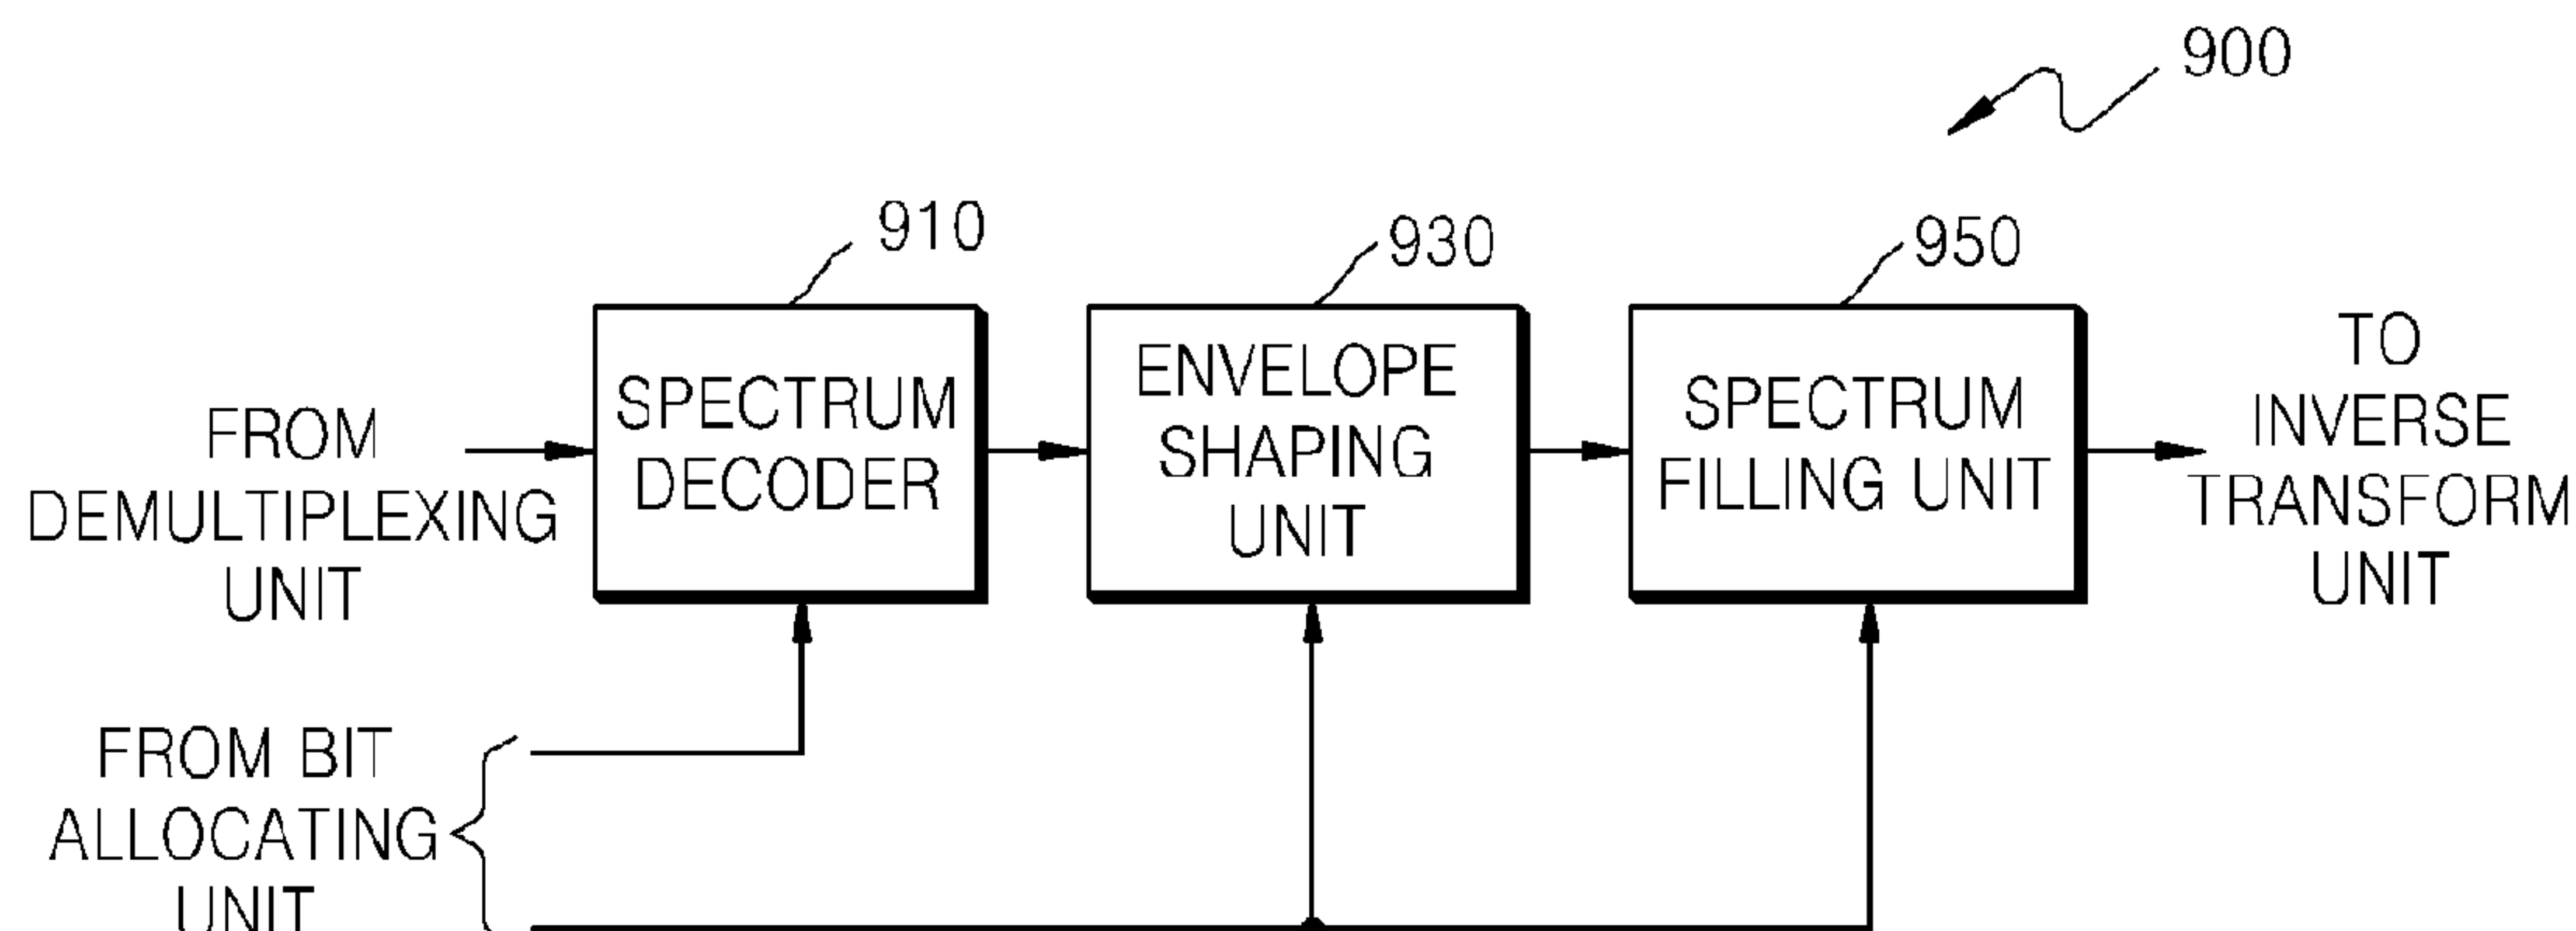 900
910
930
950
FROM
DEMULTIPLEXING
UNIT
SPECTRUM
DECODER
ENVELOPE
SHAPING
UNIT
SPECTRUM
FILLING UNIT
TO
INVERSE
TRANSFORM
UNIT
FROM BIT
ALLOCATING
UNIT